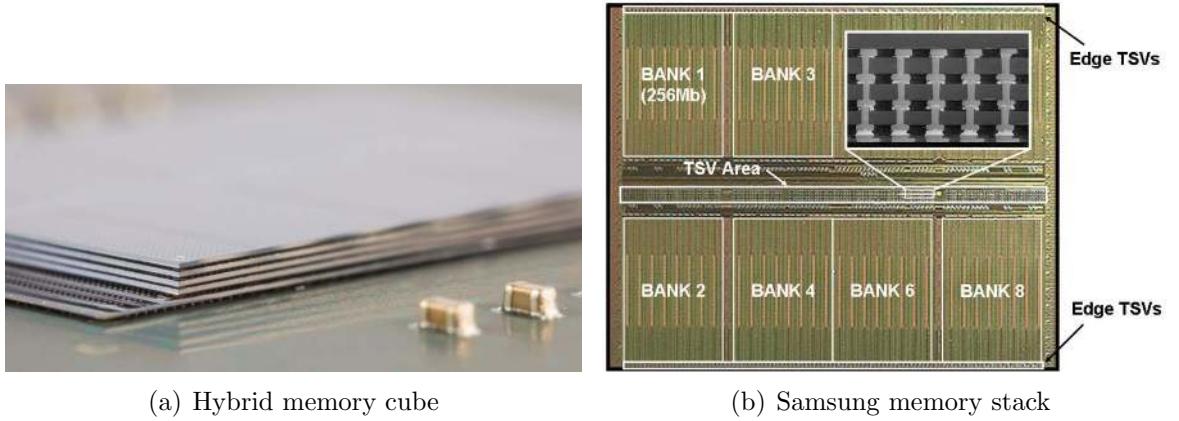 Edge TSVs
BANK 1
(256Mb)
BANK 3
TSV Area
BANK 2
BANK 4
BANK 6
BANK 8
Edge TSVs
(a) Hybrid memory cube
(b) Samsung memory stack